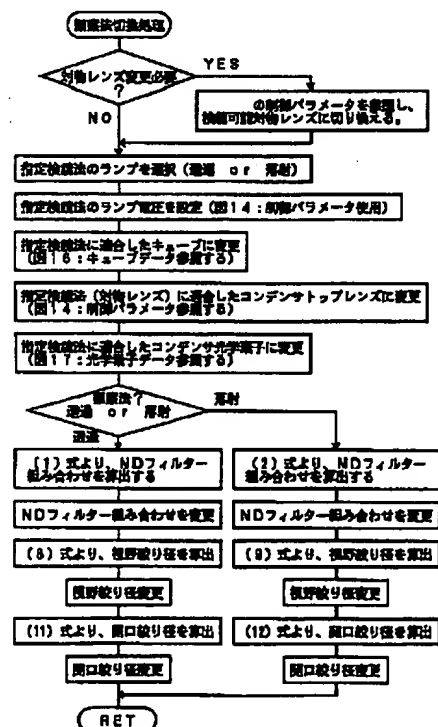 顕鏡法切換処理
対物レンズ変更必要
?
YES
NO
の制御パラメータを参照し、
検鏡可能対物レンズに切り換える。
指定検鏡法のランプを選択(透過 or 落射)
指定検鏡法のランプ電圧を設定(図14:制御パラメータ使用)
指定検鏡法に適合したキューブに変更
(図16:キューブデータ参照する)
指定検鏡法(対物レンズ)に適合したコンデンサトップレンズに変更
(図14:制御パラメータ参照する)
指定検鏡法に適合したコンデンサ光学素子に変更
(図17:光学素子データ参照する)
検鏡法?
透過 or 落射
落射
透過
(1)式より、NDフィルター
組み合わせを算出する
(2)式より、NDフィルター
組み合わせを算出する
NDフィルター組み合わせを変更
NDフィルター組み合わせを変更
(8)式より、視野絞り径を算出
(9)式より、視野絞り径を算出
視野絞り径変更
視野絞り径変更
(11)式より、開口絞り径を算出
(12)式より、開口絞り径を算出
開口絞り径変更
開口絞り径変更
RET